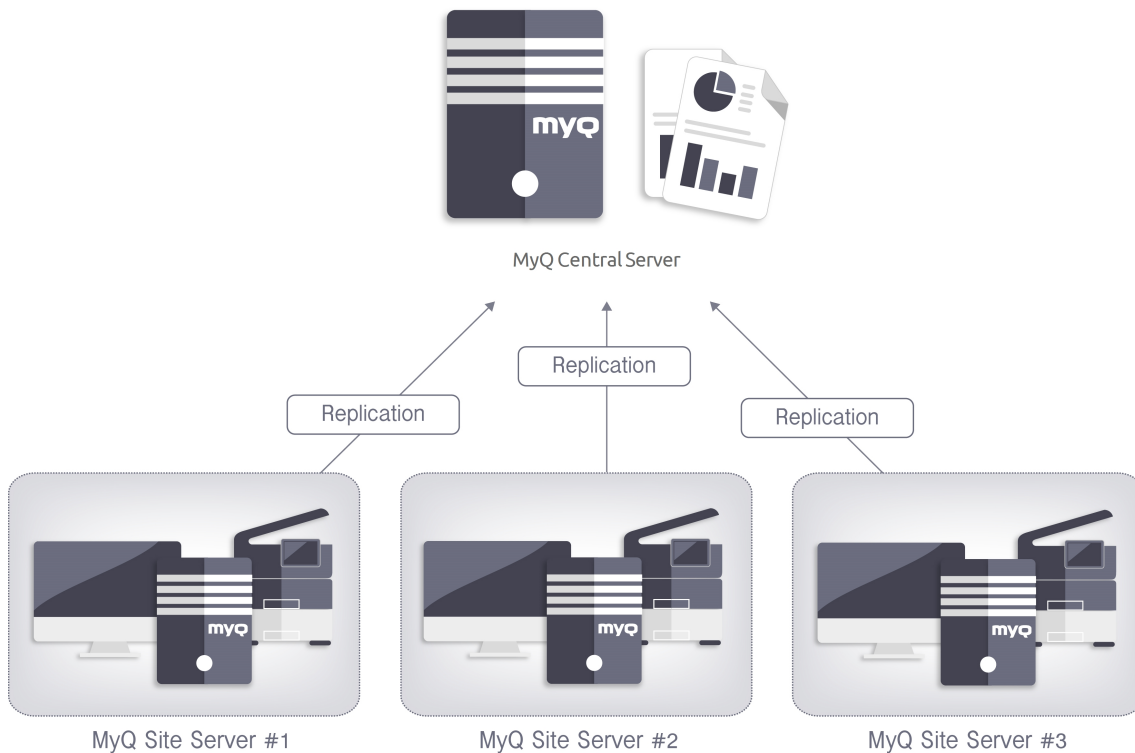 myQ
MyQ Central Server
Replication
Replication
Replication
myQ
myQ
myQ
MyQ Site Server #1
MyQ Site Server #2
MyQ Site Server #3